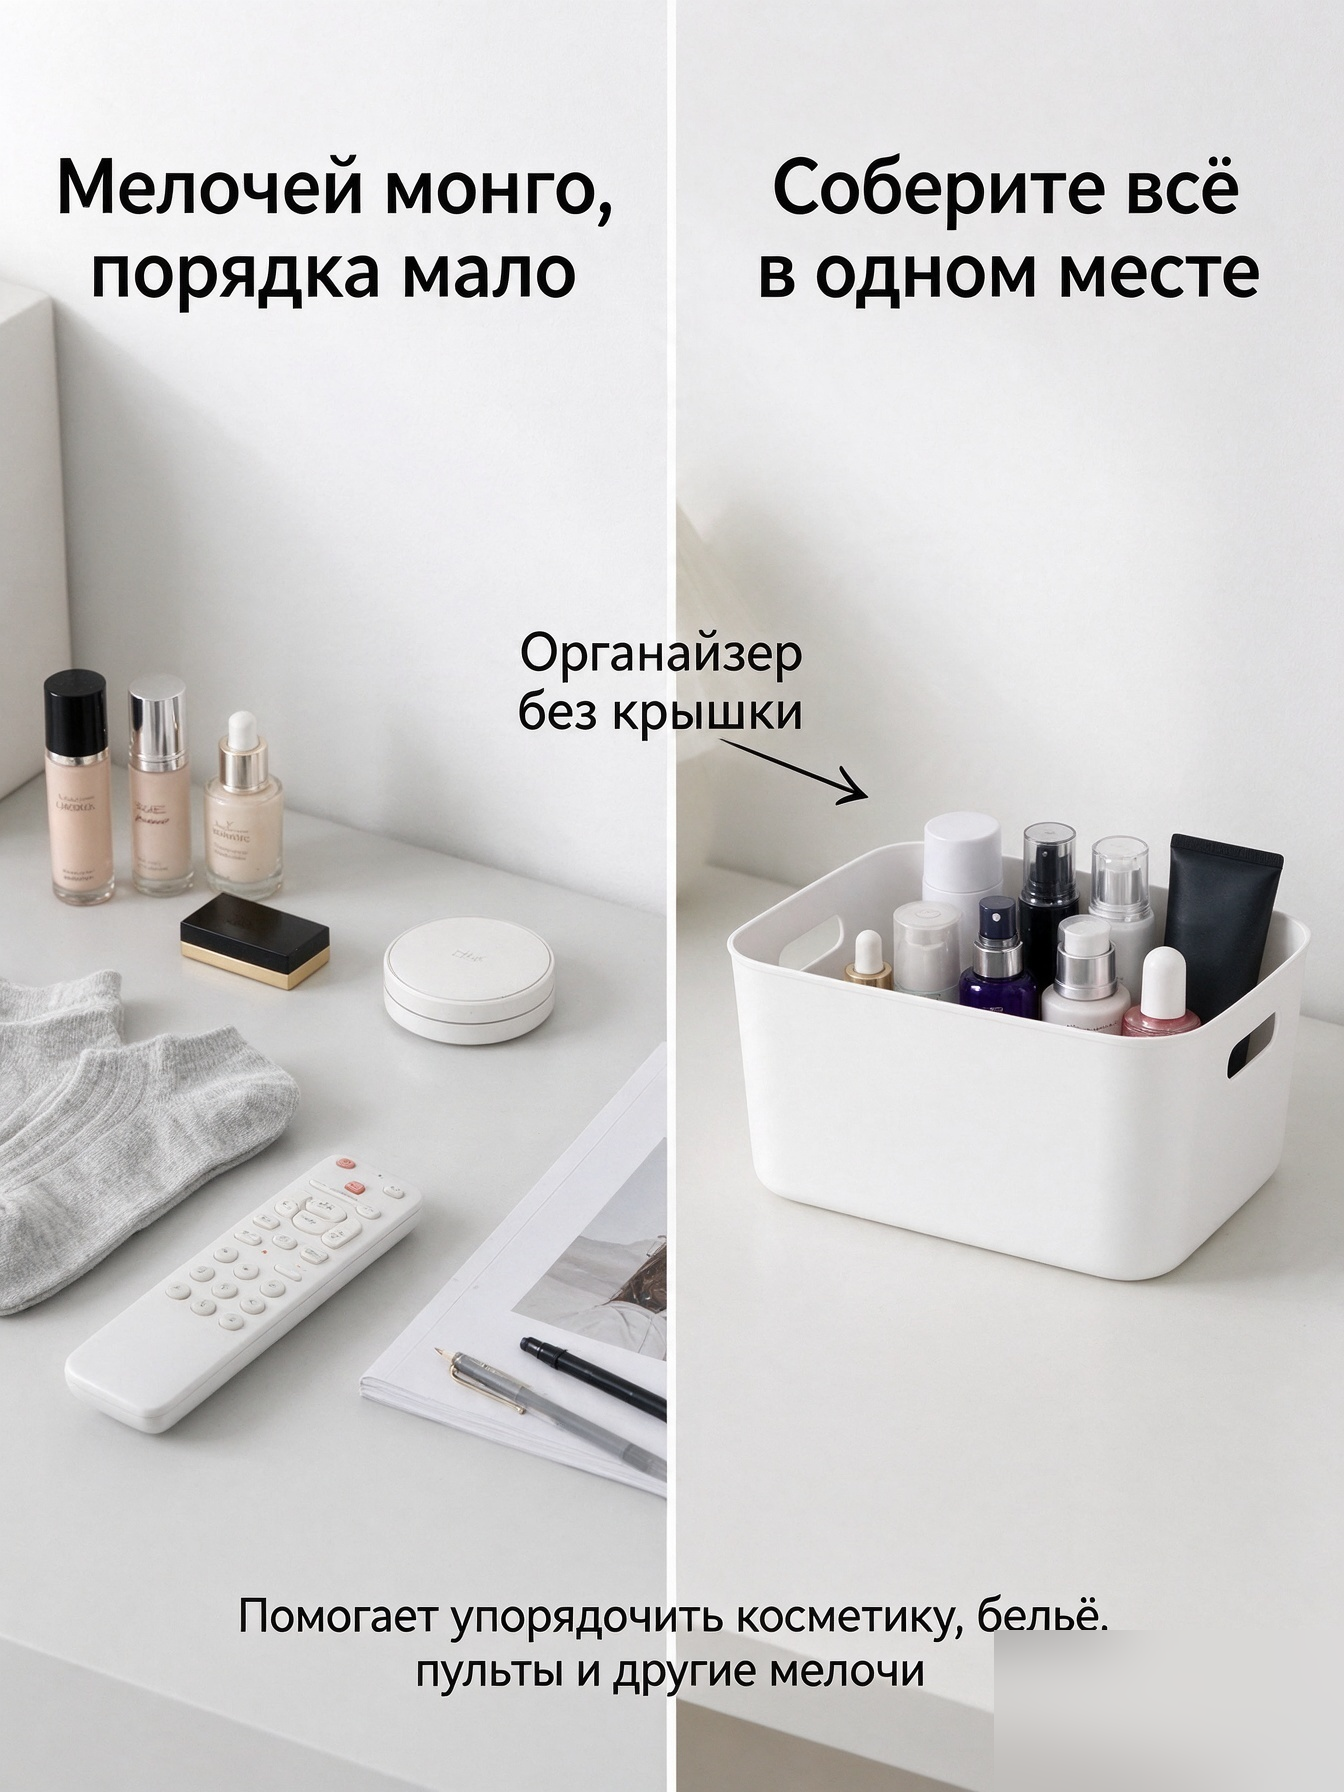 Мелочей монго,
порядка мало
Соберите всё
в одном месте
Органайзер
без крышки
Помогает упорядочить косметику, бельё,
пульты и другие мелочи